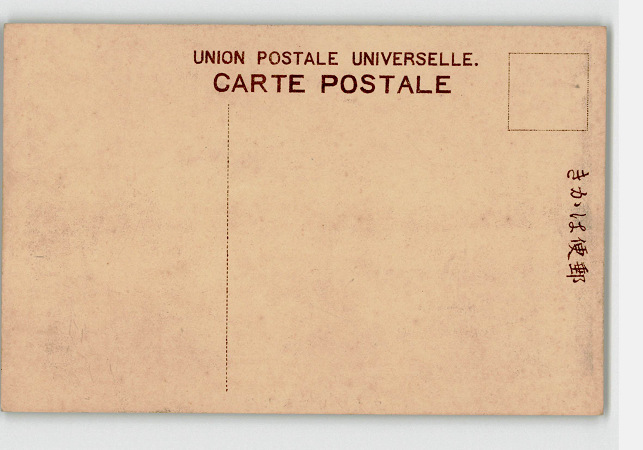 UNION POSTALE UNIVERSELLE.
CARTE POSTALE
きかは便郵